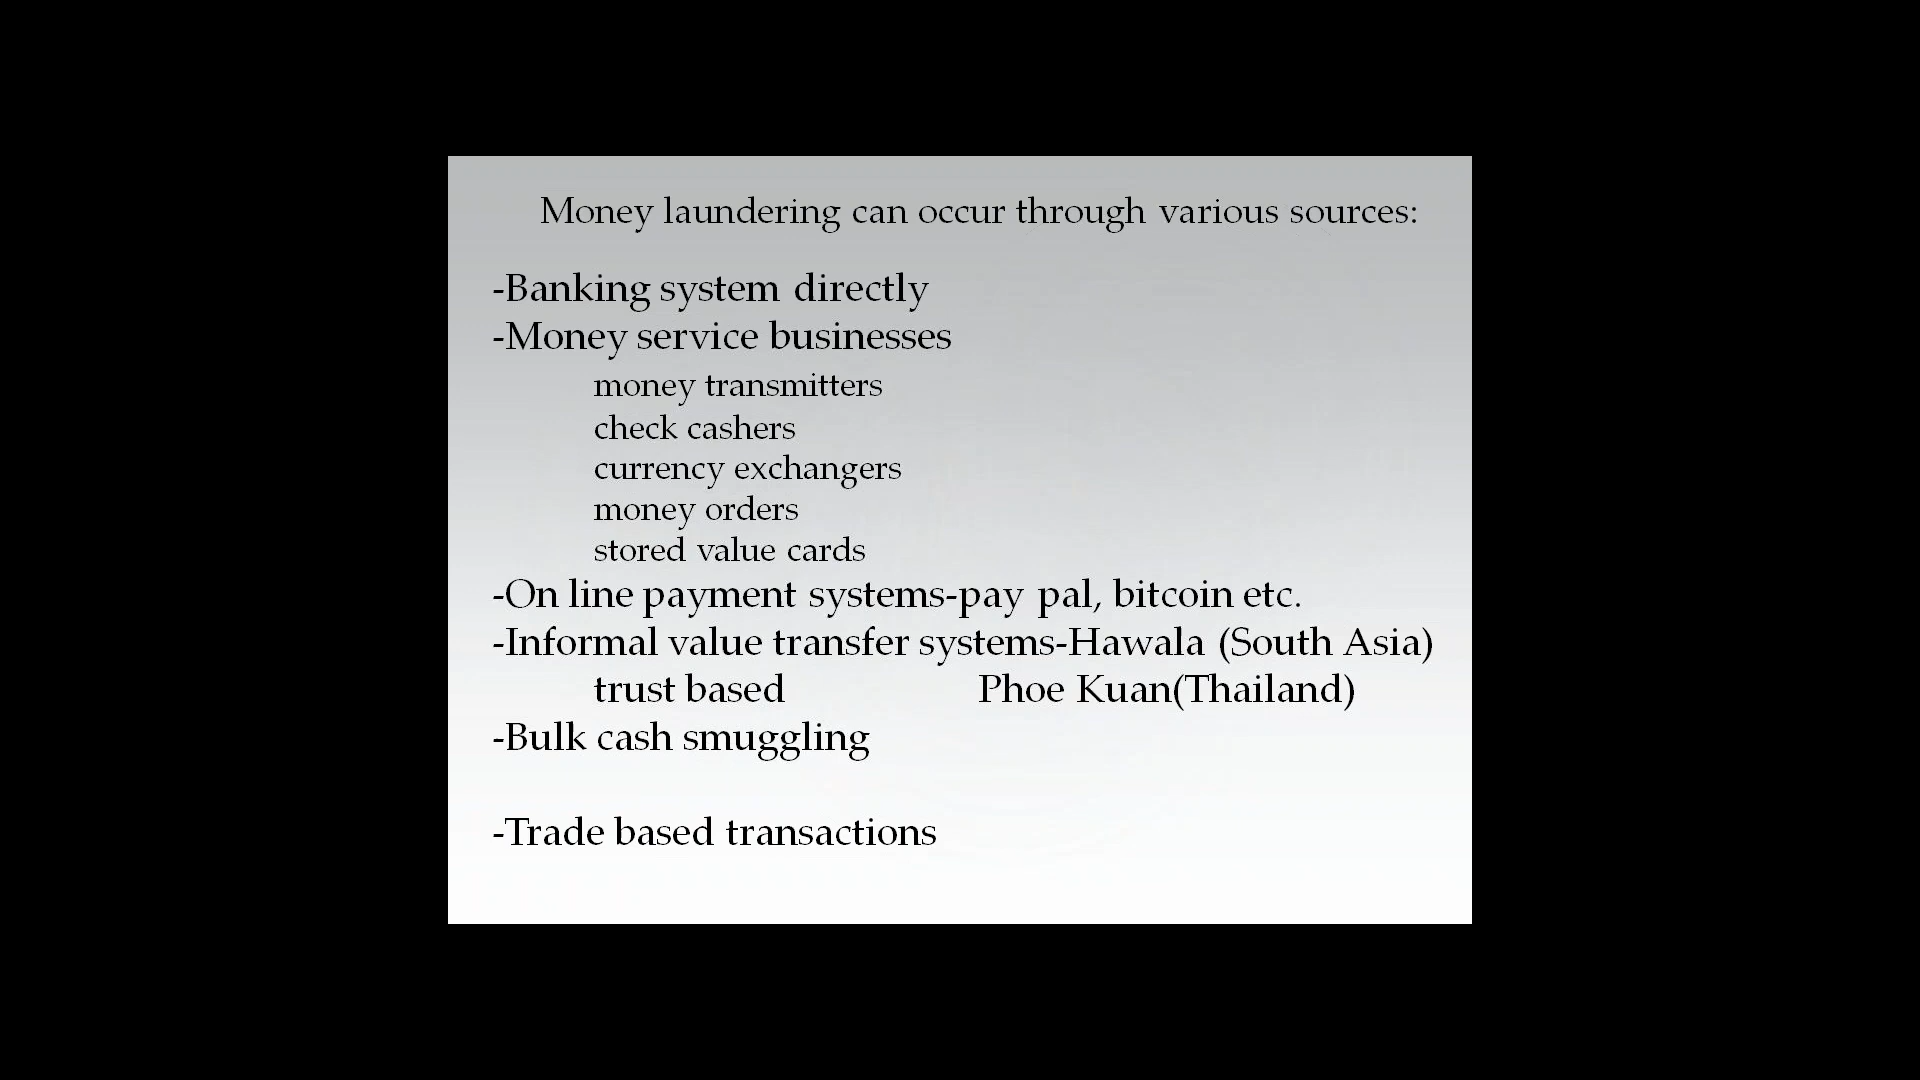 Money laundering can occur through various sources:
-Banking system directly
-Money service businesses
money transmitters
check cashers
currency exchangers
money orders
stored value cards
-On line payment systems-pay pal, bitcoin etc.
-Informal value transfer systems-Hawala (South Asia)
trust based Phoe Kuan(Thailand)
-Bulk cash smuggling
-Trade based transactions